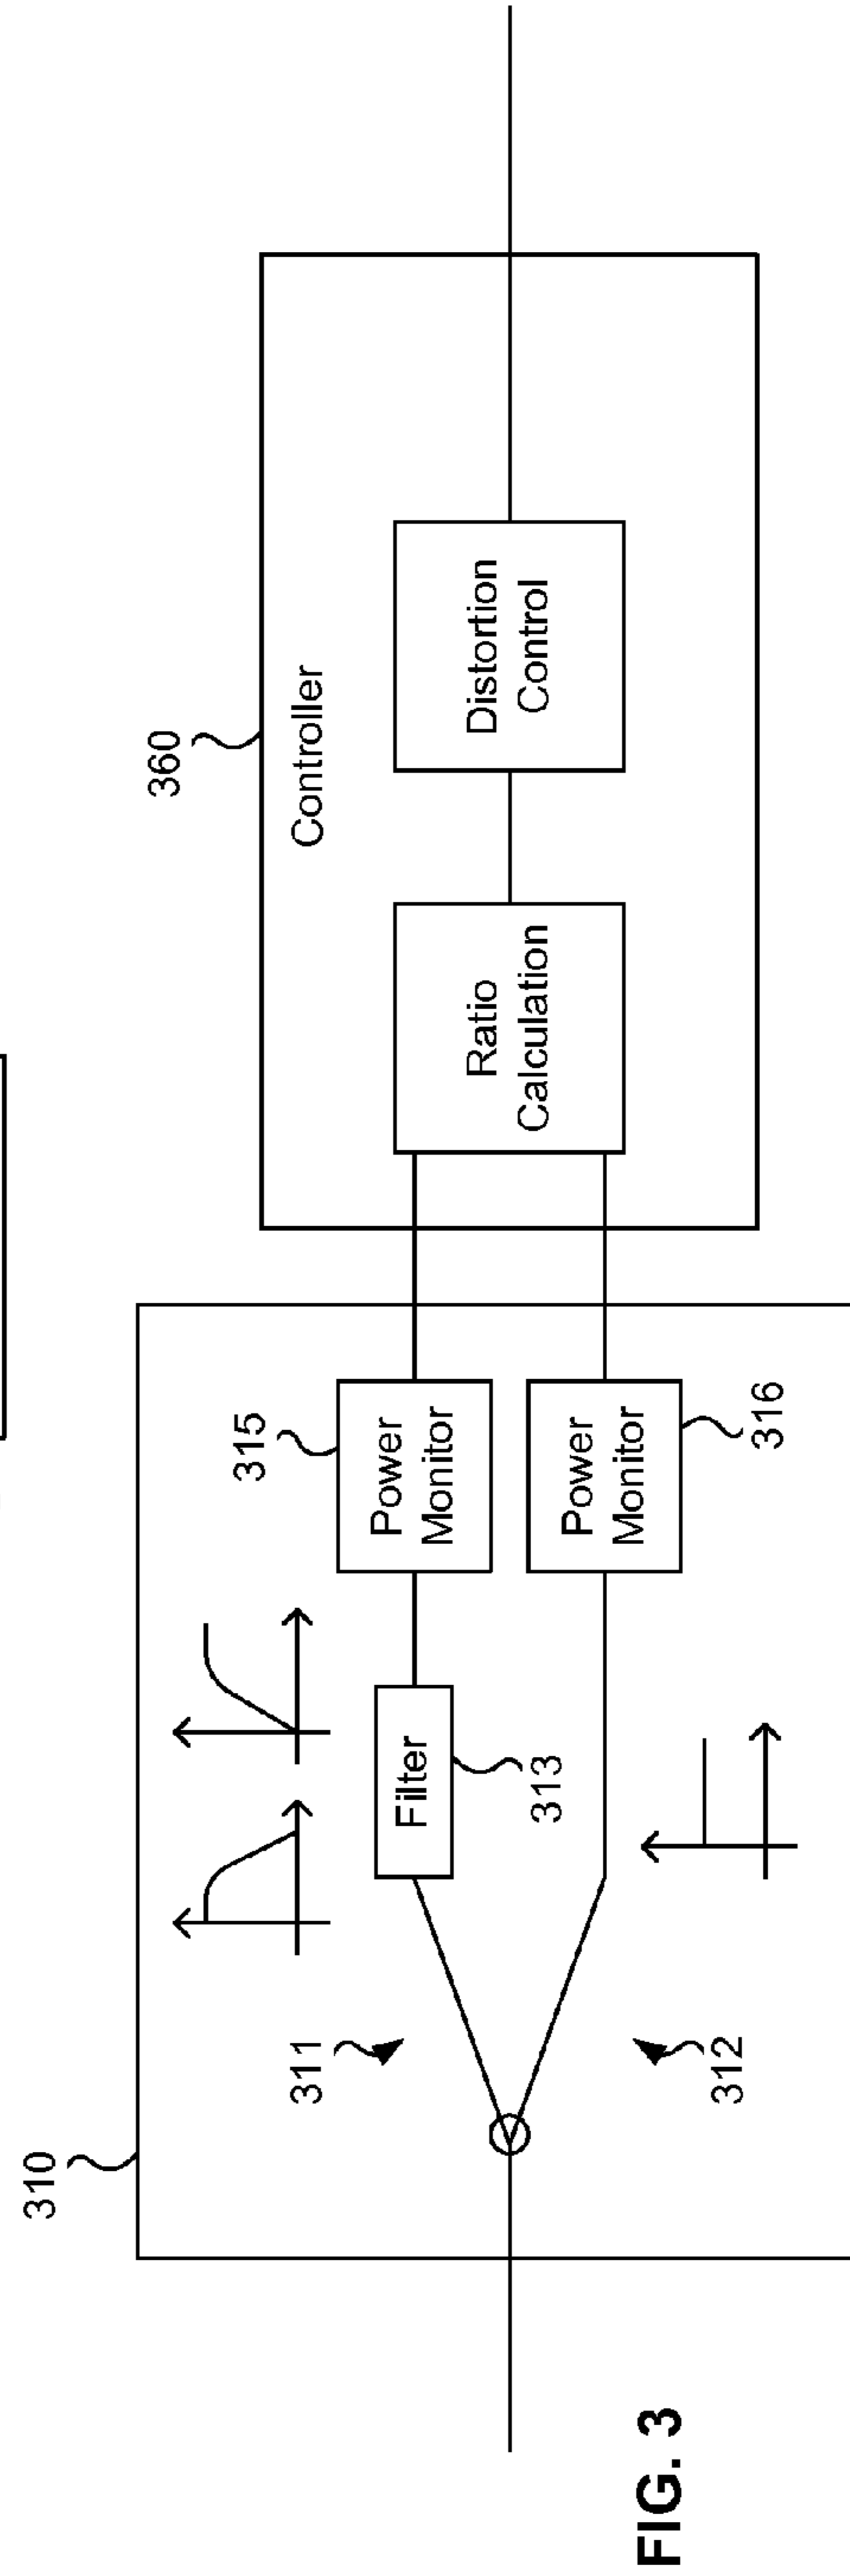 310
311
312
313
Filter
315
Power
Monitor
Power
Monitor
316
360
Controller
Ratio
Calculation
Distortion
Control
FIG. 3